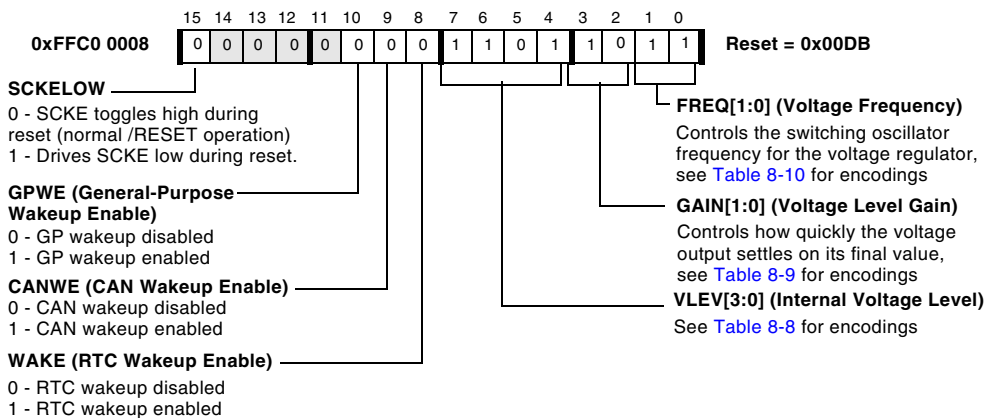 15 14 13 12 11 10 9 8 7 6 5 4 3 2 1 0
0xFFC0 0008 0 0 0 0 0 0 0 0 1 1 0 1 1 0 1 1 Reset = 0x00DB
SCKELOW
0 - SCKE toggles high during
reset (normal /RESET operation)
1 - Drives SCKE low during reset.
GPWE (General-Purpose
Wakeup Enable)
0 - GP wakeup disabled
1 - GP wakeup enabled
CANWE (CAN Wakeup Enable)
0 - CAN wakeup disabled
1 - CAN wakeup enabled
WAKE (RTC Wakeup Enable)
0 - RTC wakeup disabled
1 - RTC wakeup enabled
FREQ[1:0] (Voltage Frequency)
Controls the switching oscillator
frequency for the voltage regulator,
see Table 8-10 for encodings
GAIN[1:0] (Voltage Level Gain)
Controls how quickly the voltage
output settles on its final value,
see Table 8-9 for encodings
VLEV[3:0] (Internal Voltage Level)
See Table 8-8 for encodings